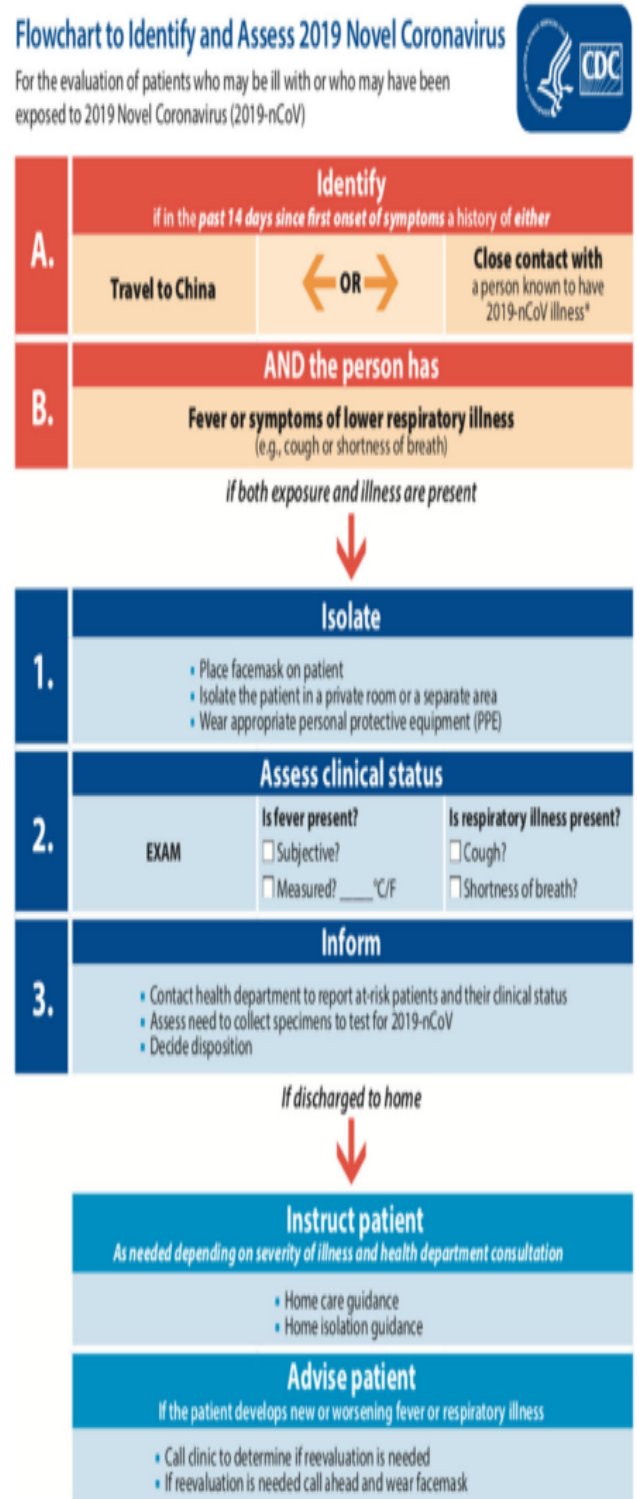 Flowchart to Identify and Assess 2019 Novel Coronavirus
For the evaluation of patients who may be ill with or who may have been
exposed to 2019 Novel Coronavirus (2019-nCoV)
CDC
A.
Identify
if in the past 14 days since first onset of symptoms a history of either
Travel to China
OR
Close contact with
a person known to have
2019-nCoV illness*
B.
AND the person has
Fever or symptoms of lower respiratory illness
(e.g., cough or shortness of breath)
if both exposure and illness are present
1.
Isolate
▪ Place facemask on patient
▪ Isolate the patient in a private room or a separate area
▪ Wear appropriate personal protective equipment (PPE)
2.
Assess clinical status
EXAM
Is fever present?
Subjective?
Measured? ____°C/F
Is respiratory illness present?
Cough?
Shortness of breath?
3.
Inform
▪ Contact health department to report at-risk patients and their clinical status
▪ Assess need to collect specimens to test for 2019-nCoV
▪ Decide disposition
If discharged to home
Instruct patient
As needed depending on severity of illness and health department consultation
▪ Home care guidance
▪ Home isolation guidance
Advise patient
If the patient develops new or worsening fever or respiratory illness
▪ Call clinic to determine if reevaluation is needed
▪ If reevaluation is needed call ahead and wear facemask